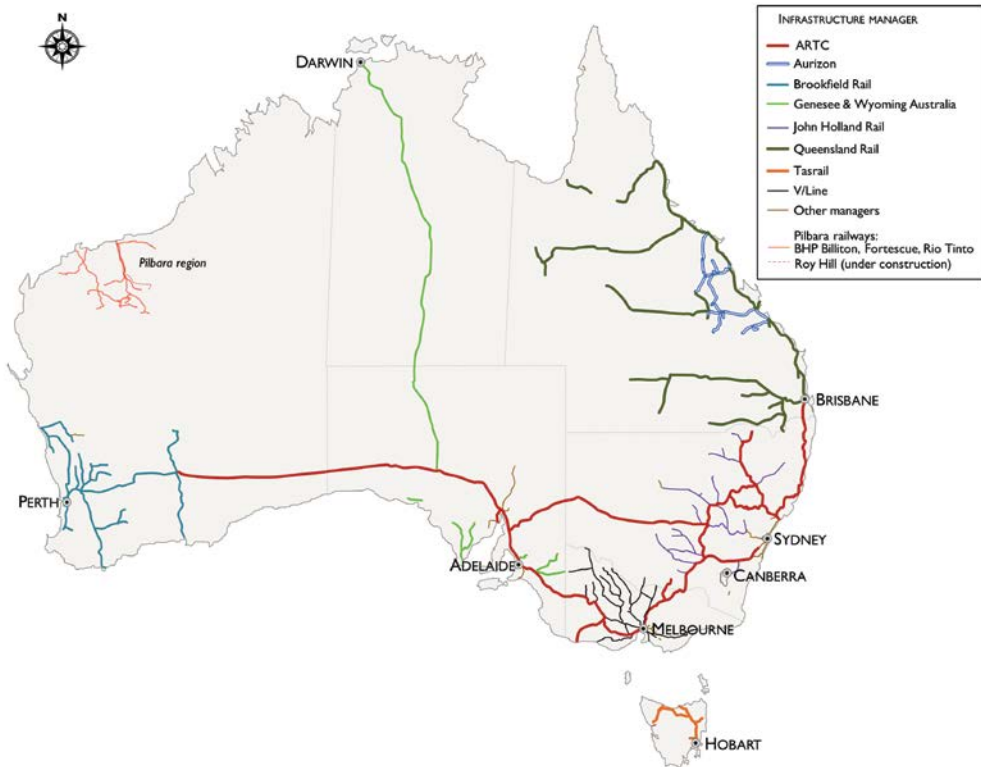 N
INFRASTRUCTURE MANAGER
ARTC
Aurizon
Brookfield Rail
Genesee & Wyoming Australia
John Holland Rail
Queensland Rail
Tasrail
V/Line
Other managers
Pilbara railways:
BHP Billiton, Fortescue, Rio Tinto
Roy Hill (under construction)
DARWIN
Pilbara region
BRISBANE
PERTH
SYDNEY
ADELAIDE
CANBERRA
MELBOURNE
HOBART